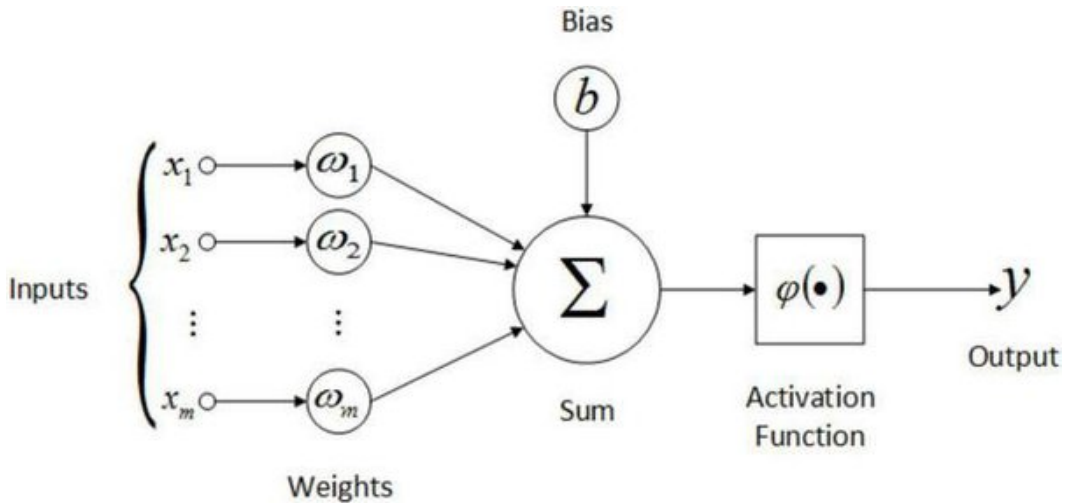 Bias
b
x₁ ω₁
x₂ ω₂
Inputs
⋮ ⋮
Σ
φ(•)
y
Output
xₘ ωₘ
Sum
Activation
Function
Weights